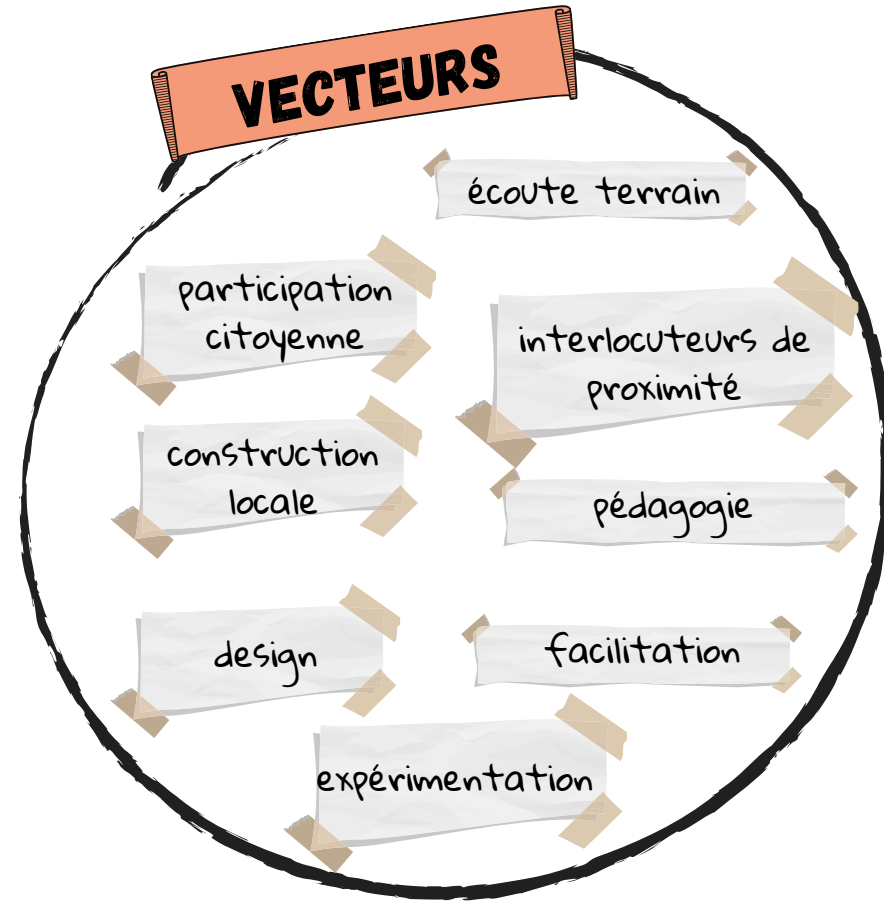 VECTEURS
écoute terrain
participation
citoyenne
interlocuteurs de
proximité
construction
locale
pédagogie
design
facilitation
expérimentation